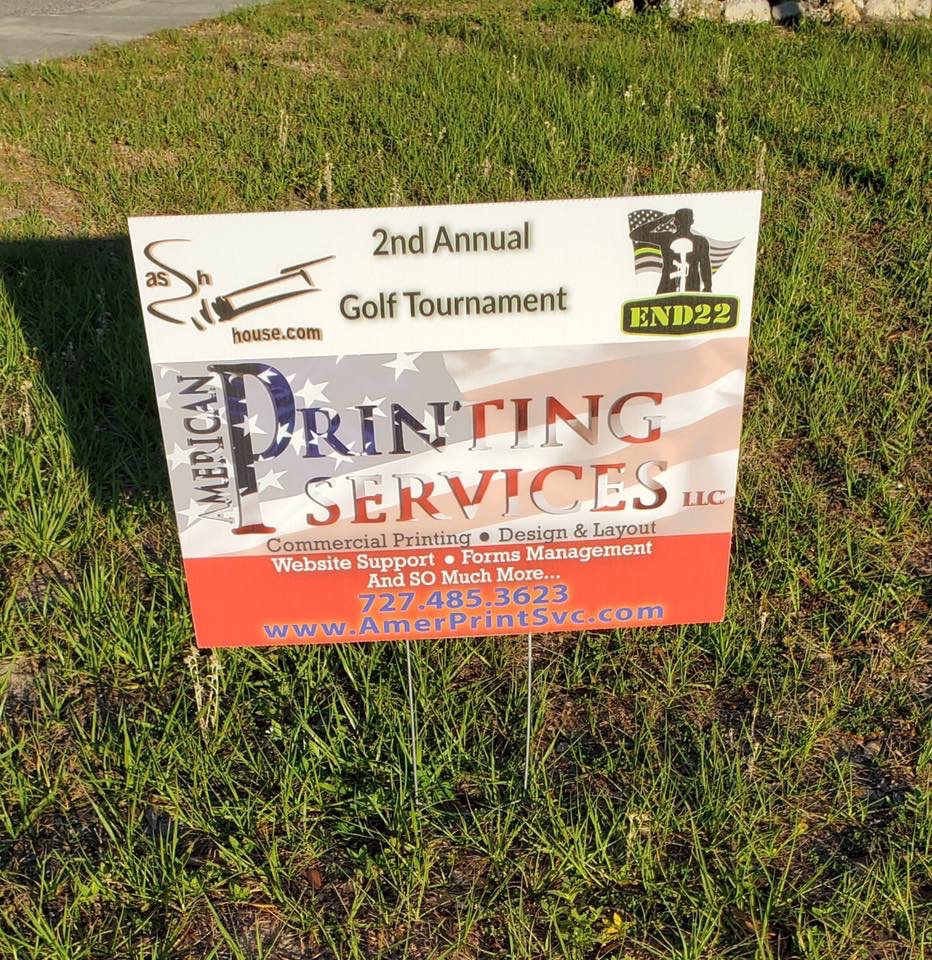 2nd Annual
Golf Tournament
as h
house.com
END22
AMERICAN
PRINTING
SERVICES LLC
Commercial Printing ● Design & Layout
Website Support ● Forms Management
And SO Much More...
727.485.3623
www.AmerPrintSvc.com